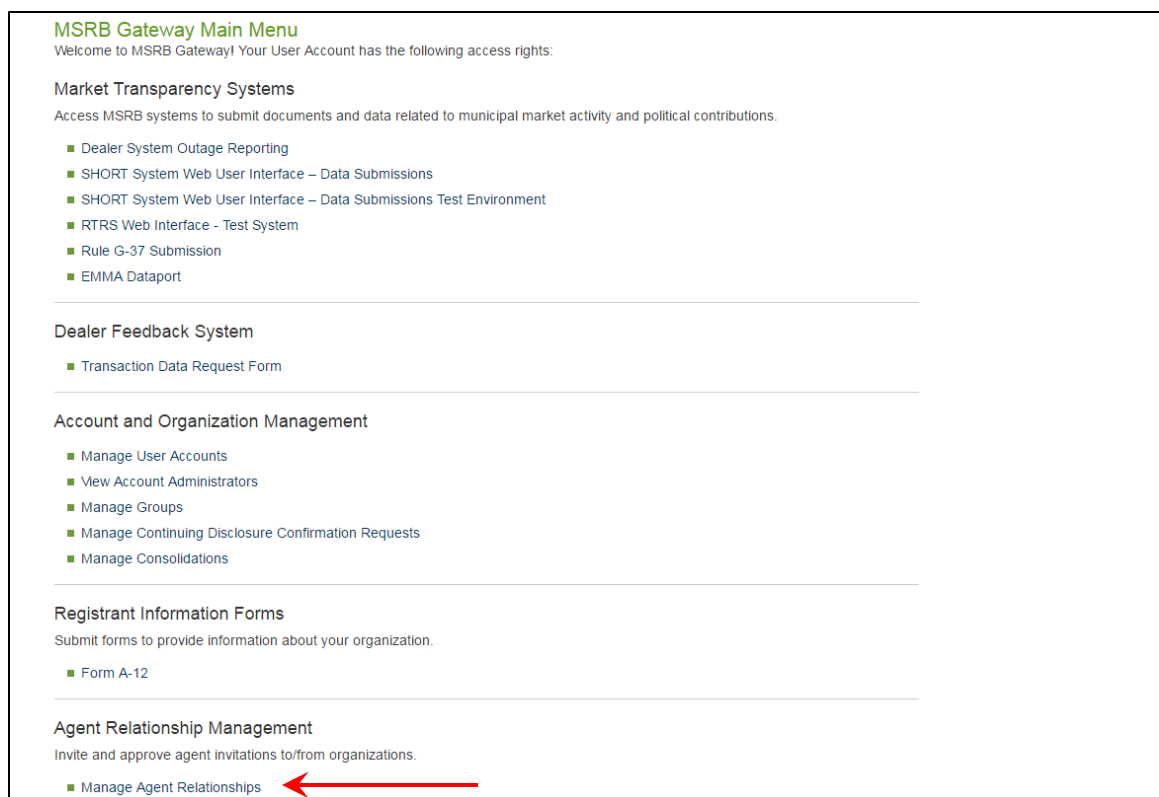 MSRB Gateway Main Menu
Welcome to MSRB Gateway! Your User Account has the following access rights:
Market Transparency Systems
Access MSRB systems to submit documents and data related to municipal market activity and political contributions.
Dealer System Outage Reporting
SHORT System Web User Interface – Data Submissions
SHORT System Web User Interface – Data Submissions Test Environment
RTRS Web Interface - Test System
Rule G-37 Submission
EMMA Dataport
Dealer Feedback System
Transaction Data Request Form
Account and Organization Management
Manage User Accounts
View Account Administrators
Manage Groups
Manage Continuing Disclosure Confirmation Requests
Manage Consolidations
Registrant Information Forms
Submit forms to provide information about your organization.
Form A-12
Agent Relationship Management
Invite and approve agent invitations to/from organizations.
Manage Agent Relationships